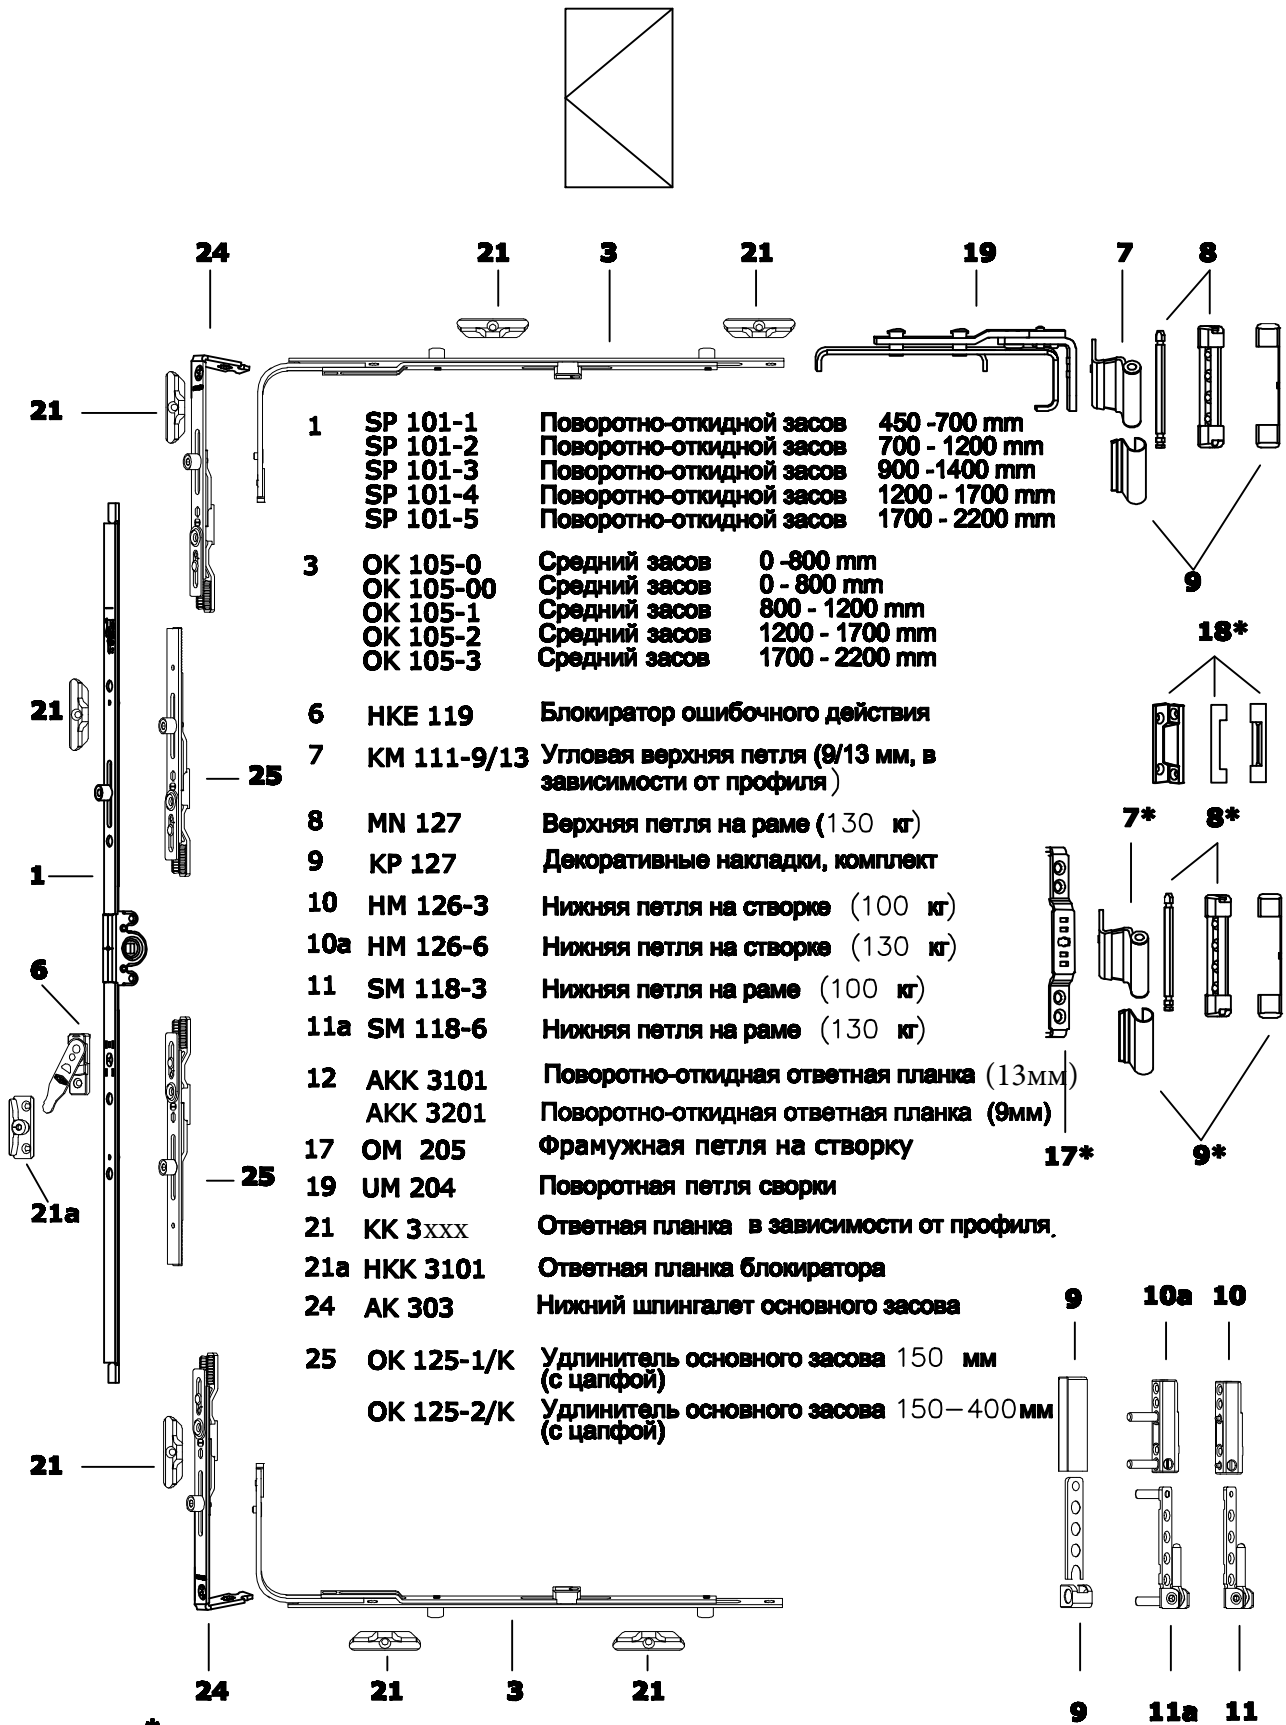 24 21 3 21 19 7 8
21
1 SP 101-1 Поворотно-откидной засов 450 -700 mm
SP 101-2 Поворотно-откидной засов 700 - 1200 mm
SP 101-3 Поворотно-откидной засов 900 -1400 mm
SP 101-4 Поворотно-откидной засов 1200 - 1700 mm
SP 101-5 Поворотно-откидной засов 1700 - 2200 mm
9
3 OK 105-0 Средний засов 0 -800 mm
OK 105-00 Средний засов 0 - 800 mm
OK 105-1 Средний засов 800 - 1200 mm
OK 105-2 Средний засов 1200 - 1700 mm
OK 105-3 Средний засов 1700 - 2200 mm
18*
21
6 HKE 119 Блокиратор ошибочного действия
25
7 KM 111-9/13 Угловая верхняя петля (9/13 мм, в
зависимости от профиля)
7* 8*
8 MN 127 Верхняя петля на раме (130 кг)
1
9 KP 127 Декоративные накладки, комплект
10 HM 126-3 Нижняя петля на створке (100 кг)
10a HM 126-6 Нижняя петля на створке (130 кг)
6
11 SM 118-3 Нижняя петля на раме (100 кг)
11a SM 118-6 Нижняя петля на раме (130 кг)
12 AKK 3101 Поворотно-откидная ответная планка (13мм)
AKK 3201 Поворотно-откидная ответная планка (9мм)
17* 9*
17 OM 205 Фрамужная петля на створку
25
19 UM 204 Поворотная петля сворки
21a
21 KK 3xxx Ответная планка в зависимости от профиля.
21a HKK 3101 Ответная планка блокиратора
24 AK 303 Нижний шпингалет основного засова
9 10a 10
25 OK 125-1/K Удлинитель основного засова 150 мм
(с цапфой)
OK 125-2/K Удлинитель основного засова 150-400мм
(с цапфой)
21
24 21 3 21
9 11a 11
*